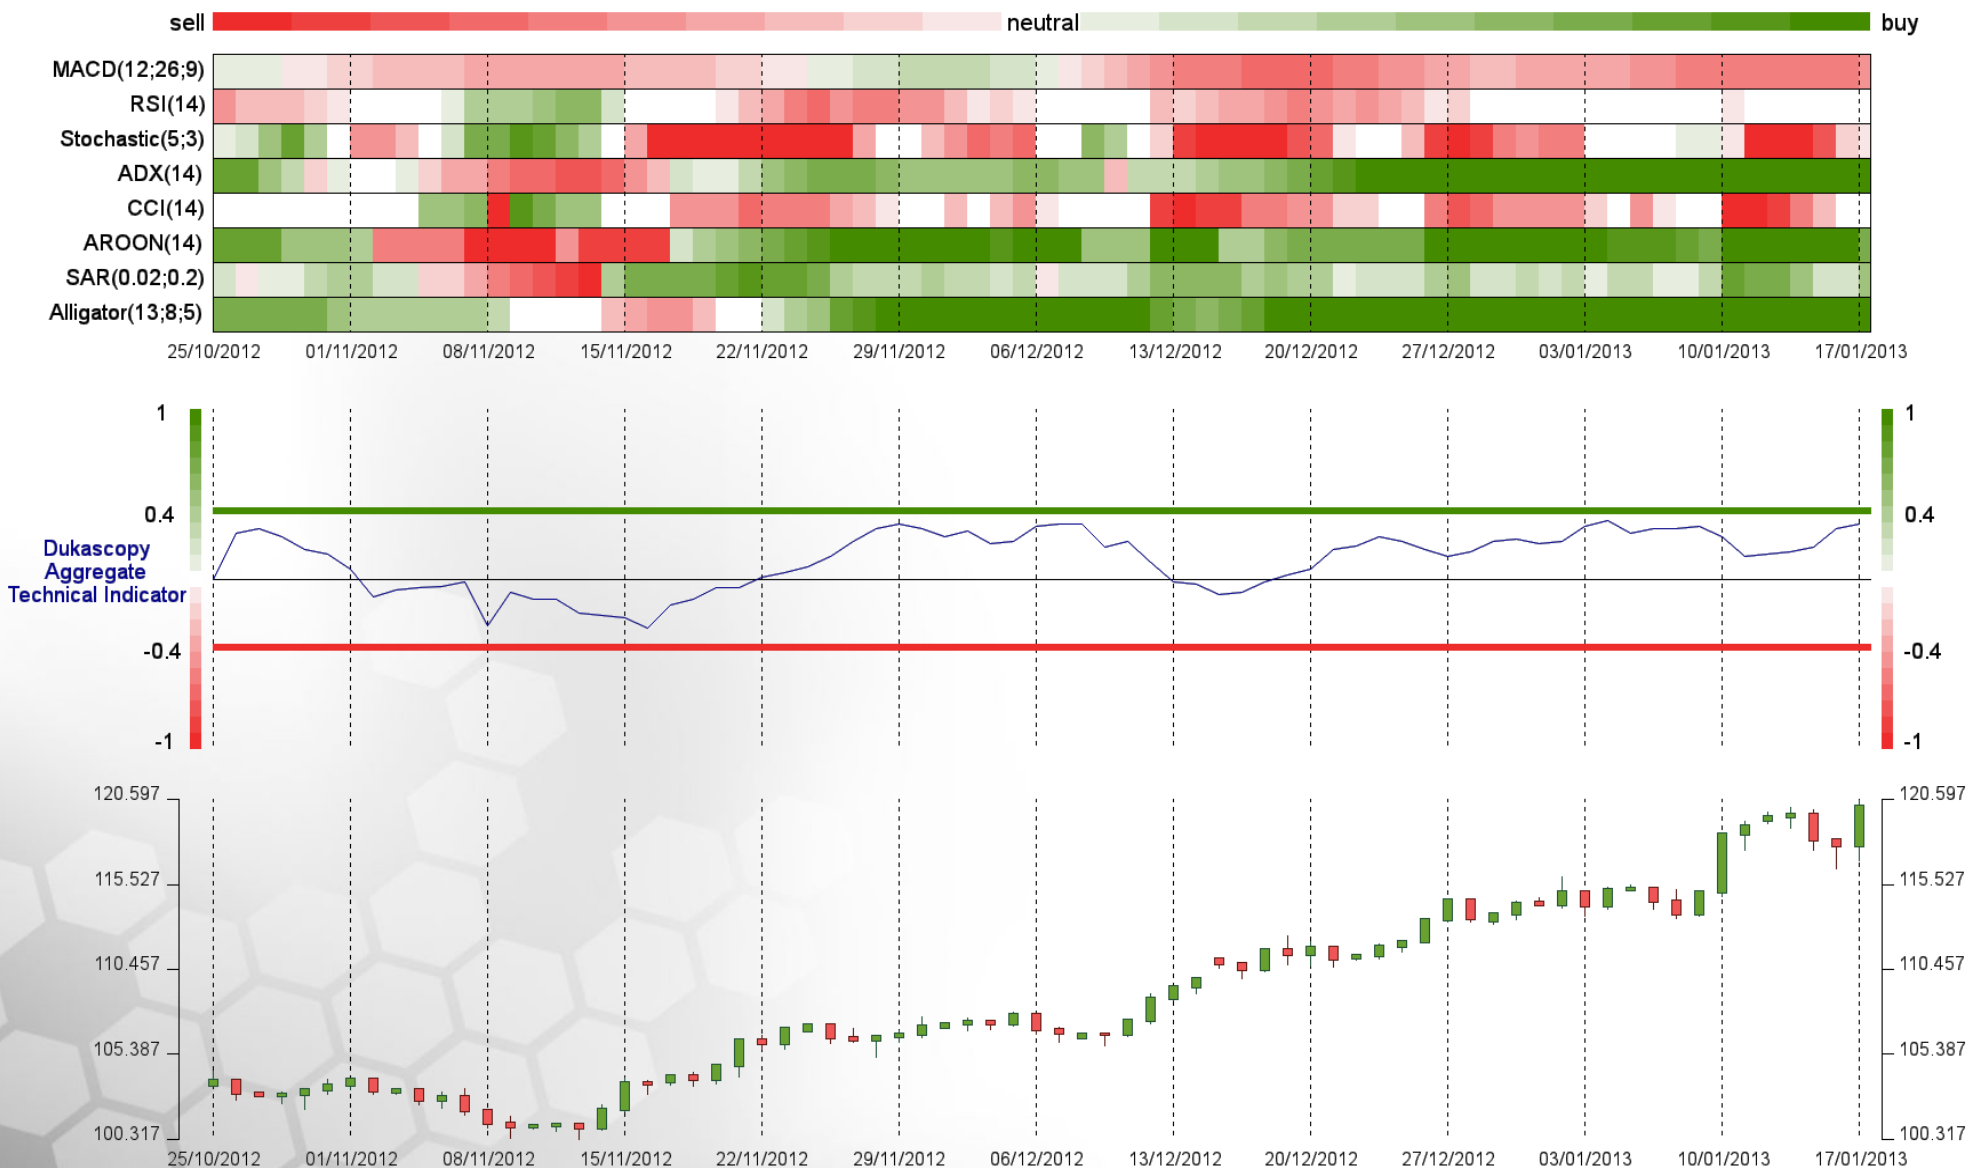 sell neutral buy
MACD(12;26;9)
RSI(14)
Stochastic(5;3)
ADX(14)
CCI(14)
AROON(14)
SAR(0.02;0.2)
Alligator(13;8;5)
25/10/2012 01/11/2012 08/11/2012 15/11/2012 22/11/2012 29/11/2012 06/12/2012 13/12/2012 20/12/2012 27/12/2012 03/01/2013 10/01/2013 17/01/2013
1 1
0.4 0.4
Dukascopy
Aggregate
Technical Indicator
-0.4 -0.4
-1 -1
120.597 120.597
115.527 115.527
110.457 110.457
105.387 105.387
100.317 100.317
25/10/2012 01/11/2012 08/11/2012 15/11/2012 22/11/2012 29/11/2012 06/12/2012 13/12/2012 20/12/2012 27/12/2012 03/01/2013 10/01/2013 17/01/2013